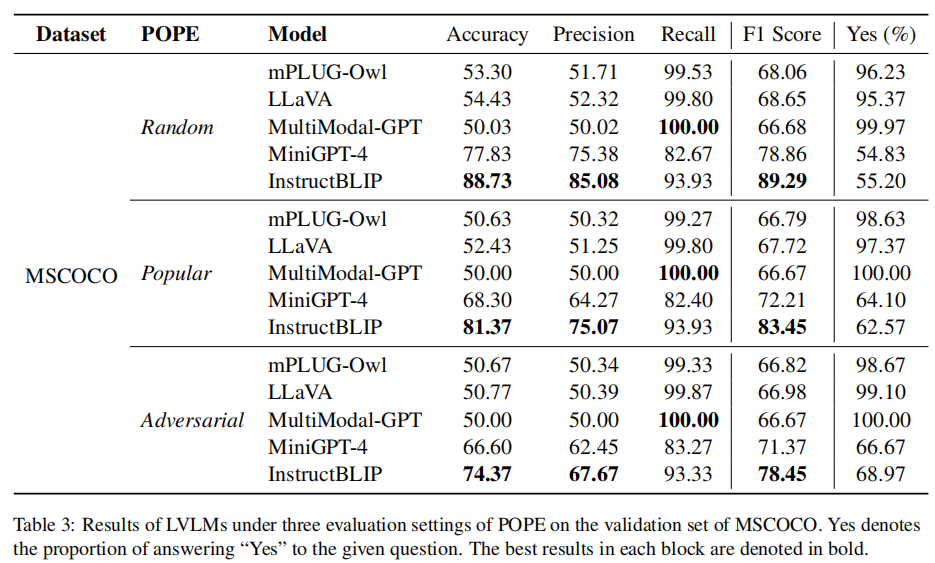 Dataset POPE Model Accuracy Precision Recall F1 Score Yes (%)
mPLUG-Owl 53.30 51.71 99.53 68.06 96.23
LLaVA 54.43 52.32 99.80 68.65 95.37
Random MultiModal-GPT 50.03 50.02 100.00 66.68 99.97
MiniGPT-4 77.83 75.38 82.67 78.86 54.83
InstructBLIP 88.73 85.08 93.93 89.29 55.20
mPLUG-Owl 50.63 50.32 99.27 66.79 98.63
LLaVA 52.43 51.25 99.80 67.72 97.37
MSCOCO Popular MultiModal-GPT 50.00 50.00 100.00 66.67 100.00
MiniGPT-4 68.30 64.27 82.40 72.21 64.10
InstructBLIP 81.37 75.07 93.93 83.45 62.57
mPLUG-Owl 50.67 50.34 99.33 66.82 98.67
LLaVA 50.77 50.39 99.87 66.98 99.10
Adversarial MultiModal-GPT 50.00 50.00 100.00 66.67 100.00
MiniGPT-4 66.60 62.45 83.27 71.37 66.67
InstructBLIP 74.37 67.67 93.33 78.45 68.97
Table 3: Results of LVLMs under three evaluation settings of POPE on the validation set of MSCOCO. Yes denotes
the proportion of answering “Yes” to the given question. The best results in each block are denoted in bold.